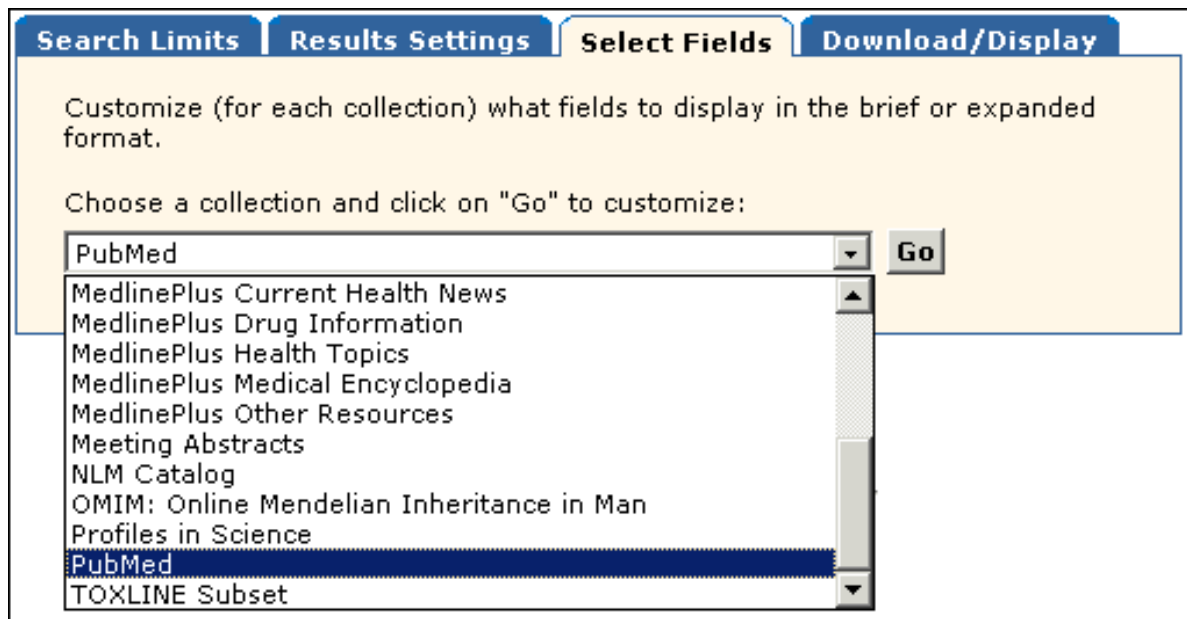 Search Limits Results Settings Select Fields Download/Display
Customize (for each collection) what fields to display in the brief or expanded
format.
Choose a collection and click on "Go" to customize:
PubMed Go
MedlinePlus Current Health News
MedlinePlus Drug Information
MedlinePlus Health Topics
MedlinePlus Medical Encyclopedia
MedlinePlus Other Resources
Meeting Abstracts
NLM Catalog
OMIM: Online Mendelian Inheritance in Man
Profiles in Science
PubMed
TOXLINE Subset